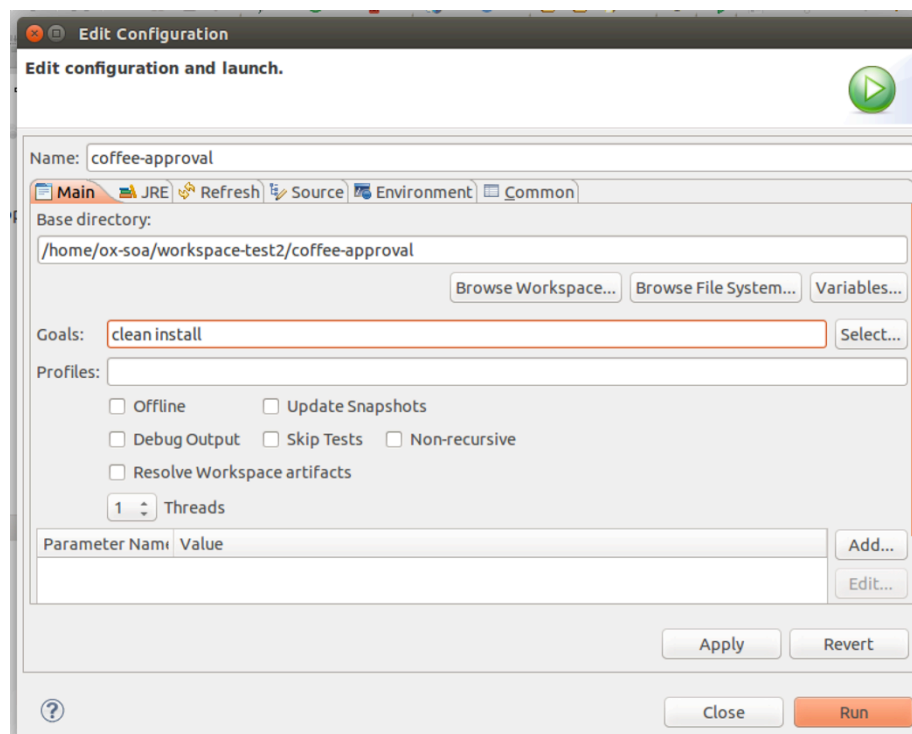 Edit Configuration
Edit configuration and launch.
Name: coffee-approval
Main JRE Refresh Source Environment Common
Base directory:
/home/ox-soa/workspace-test2/coffee-approval
Browse Workspace... Browse File System... Variables...
Goals: clean install Select...
Profiles:
Offline Update Snapshots
Debug Output Skip Tests Non-recursive
Resolve Workspace artifacts
1 Threads
Parameter Name Value Add...
Edit...
Apply Revert
? Close Run